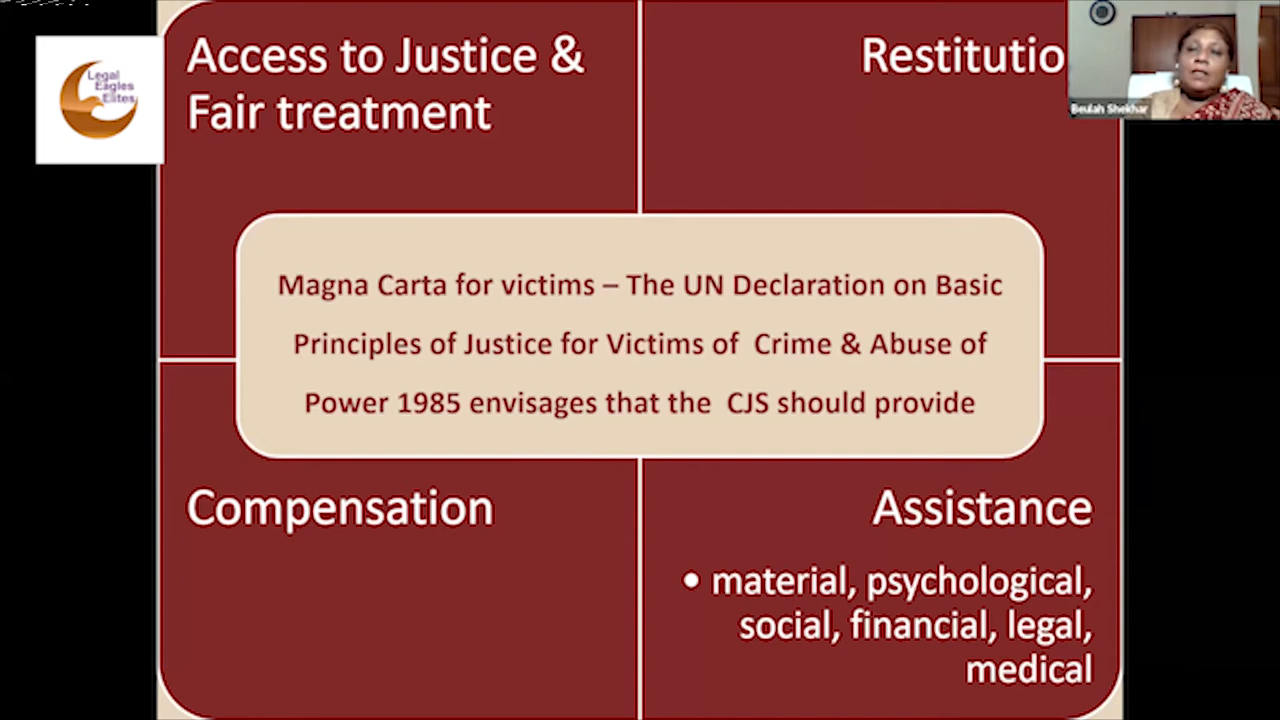 Legal
Eagles
Elites
Access to Justice &
Fair treatment
Restitutio
Beulah Shekhar
Magna Carta for victims – The UN Declaration on Basic
Principles of Justice for Victims of Crime & Abuse of
Power 1985 envisages that the CJS should provide
Compensation
Assistance
• material, psychological,
social, financial, legal,
medical